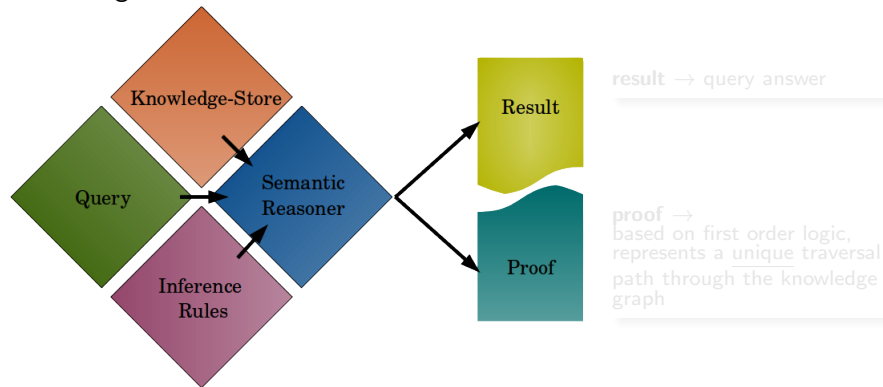 Knowledge-Store
Query
Semantic
Reasoner
Inference
Rules
Result
Proof
result → query answer
proof →
based on first order logic,
represents a unique traversal
path through the knowledge
graph